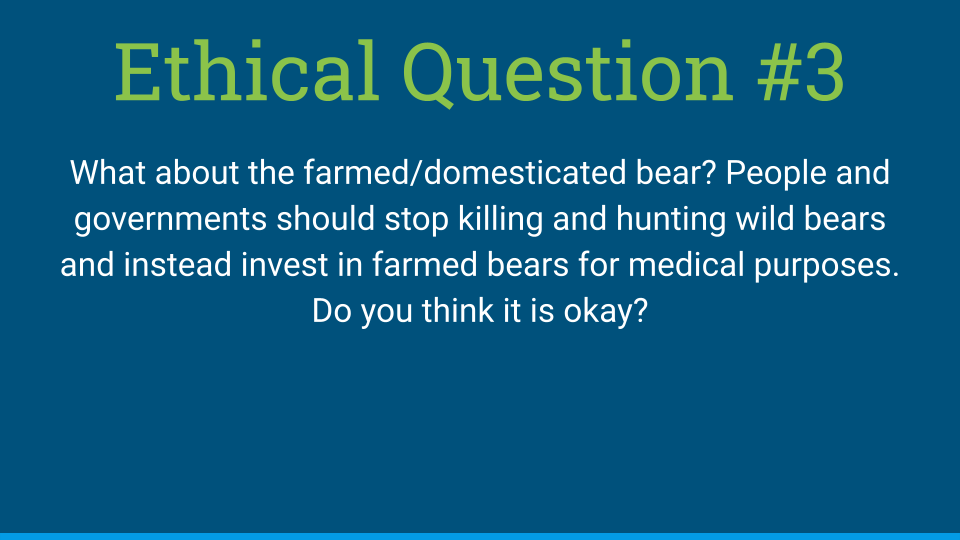 Ethical Question #3
What about the farmed/domesticated bear? People and
governments should stop killing and hunting wild bears
and instead invest in farmed bears for medical purposes.
Do you think it is okay?